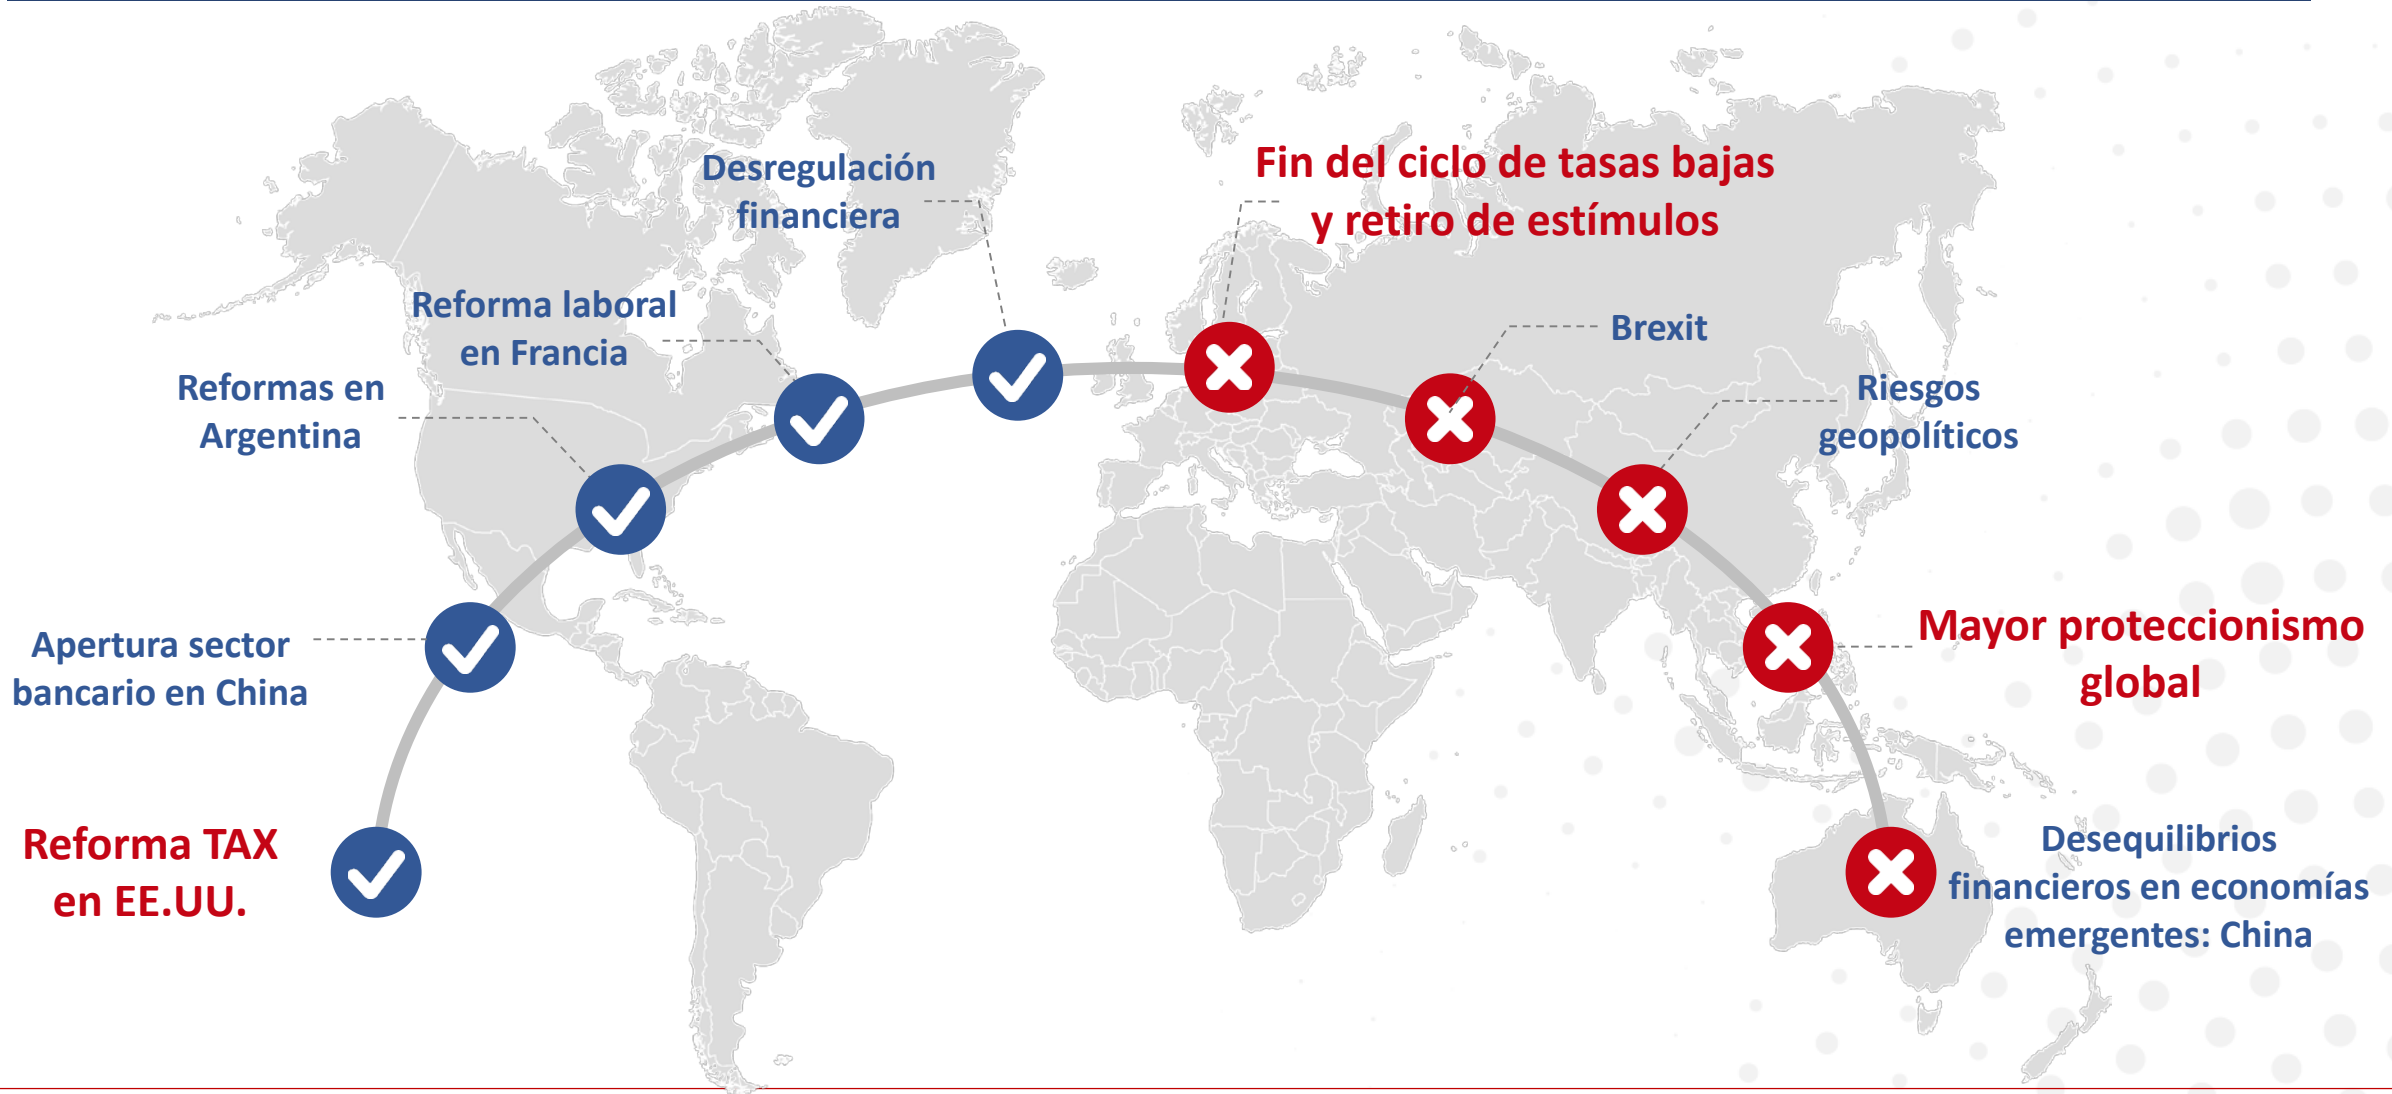 Desregulación
financiera
Fin del ciclo de tasas bajas
y retiro de estímulos
Reforma laboral
en Francia
Brexit
Reformas en
Argentina
Riesgos
geopolíticos
Apertura sector
bancario en China
Mayor proteccionismo
global
Reforma TAX
en EE.UU.
Desequilibrios
financieros en economías
emergentes: China